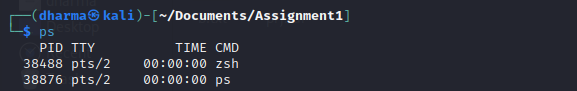 ┌──(dharma㉿kali)-[~/Documents/Assignment1]
└─$ ps
    PID TTY          TIME CMD
  38488 pts/2    00:00:00 zsh
  38876 pts/2    00:00:00 ps